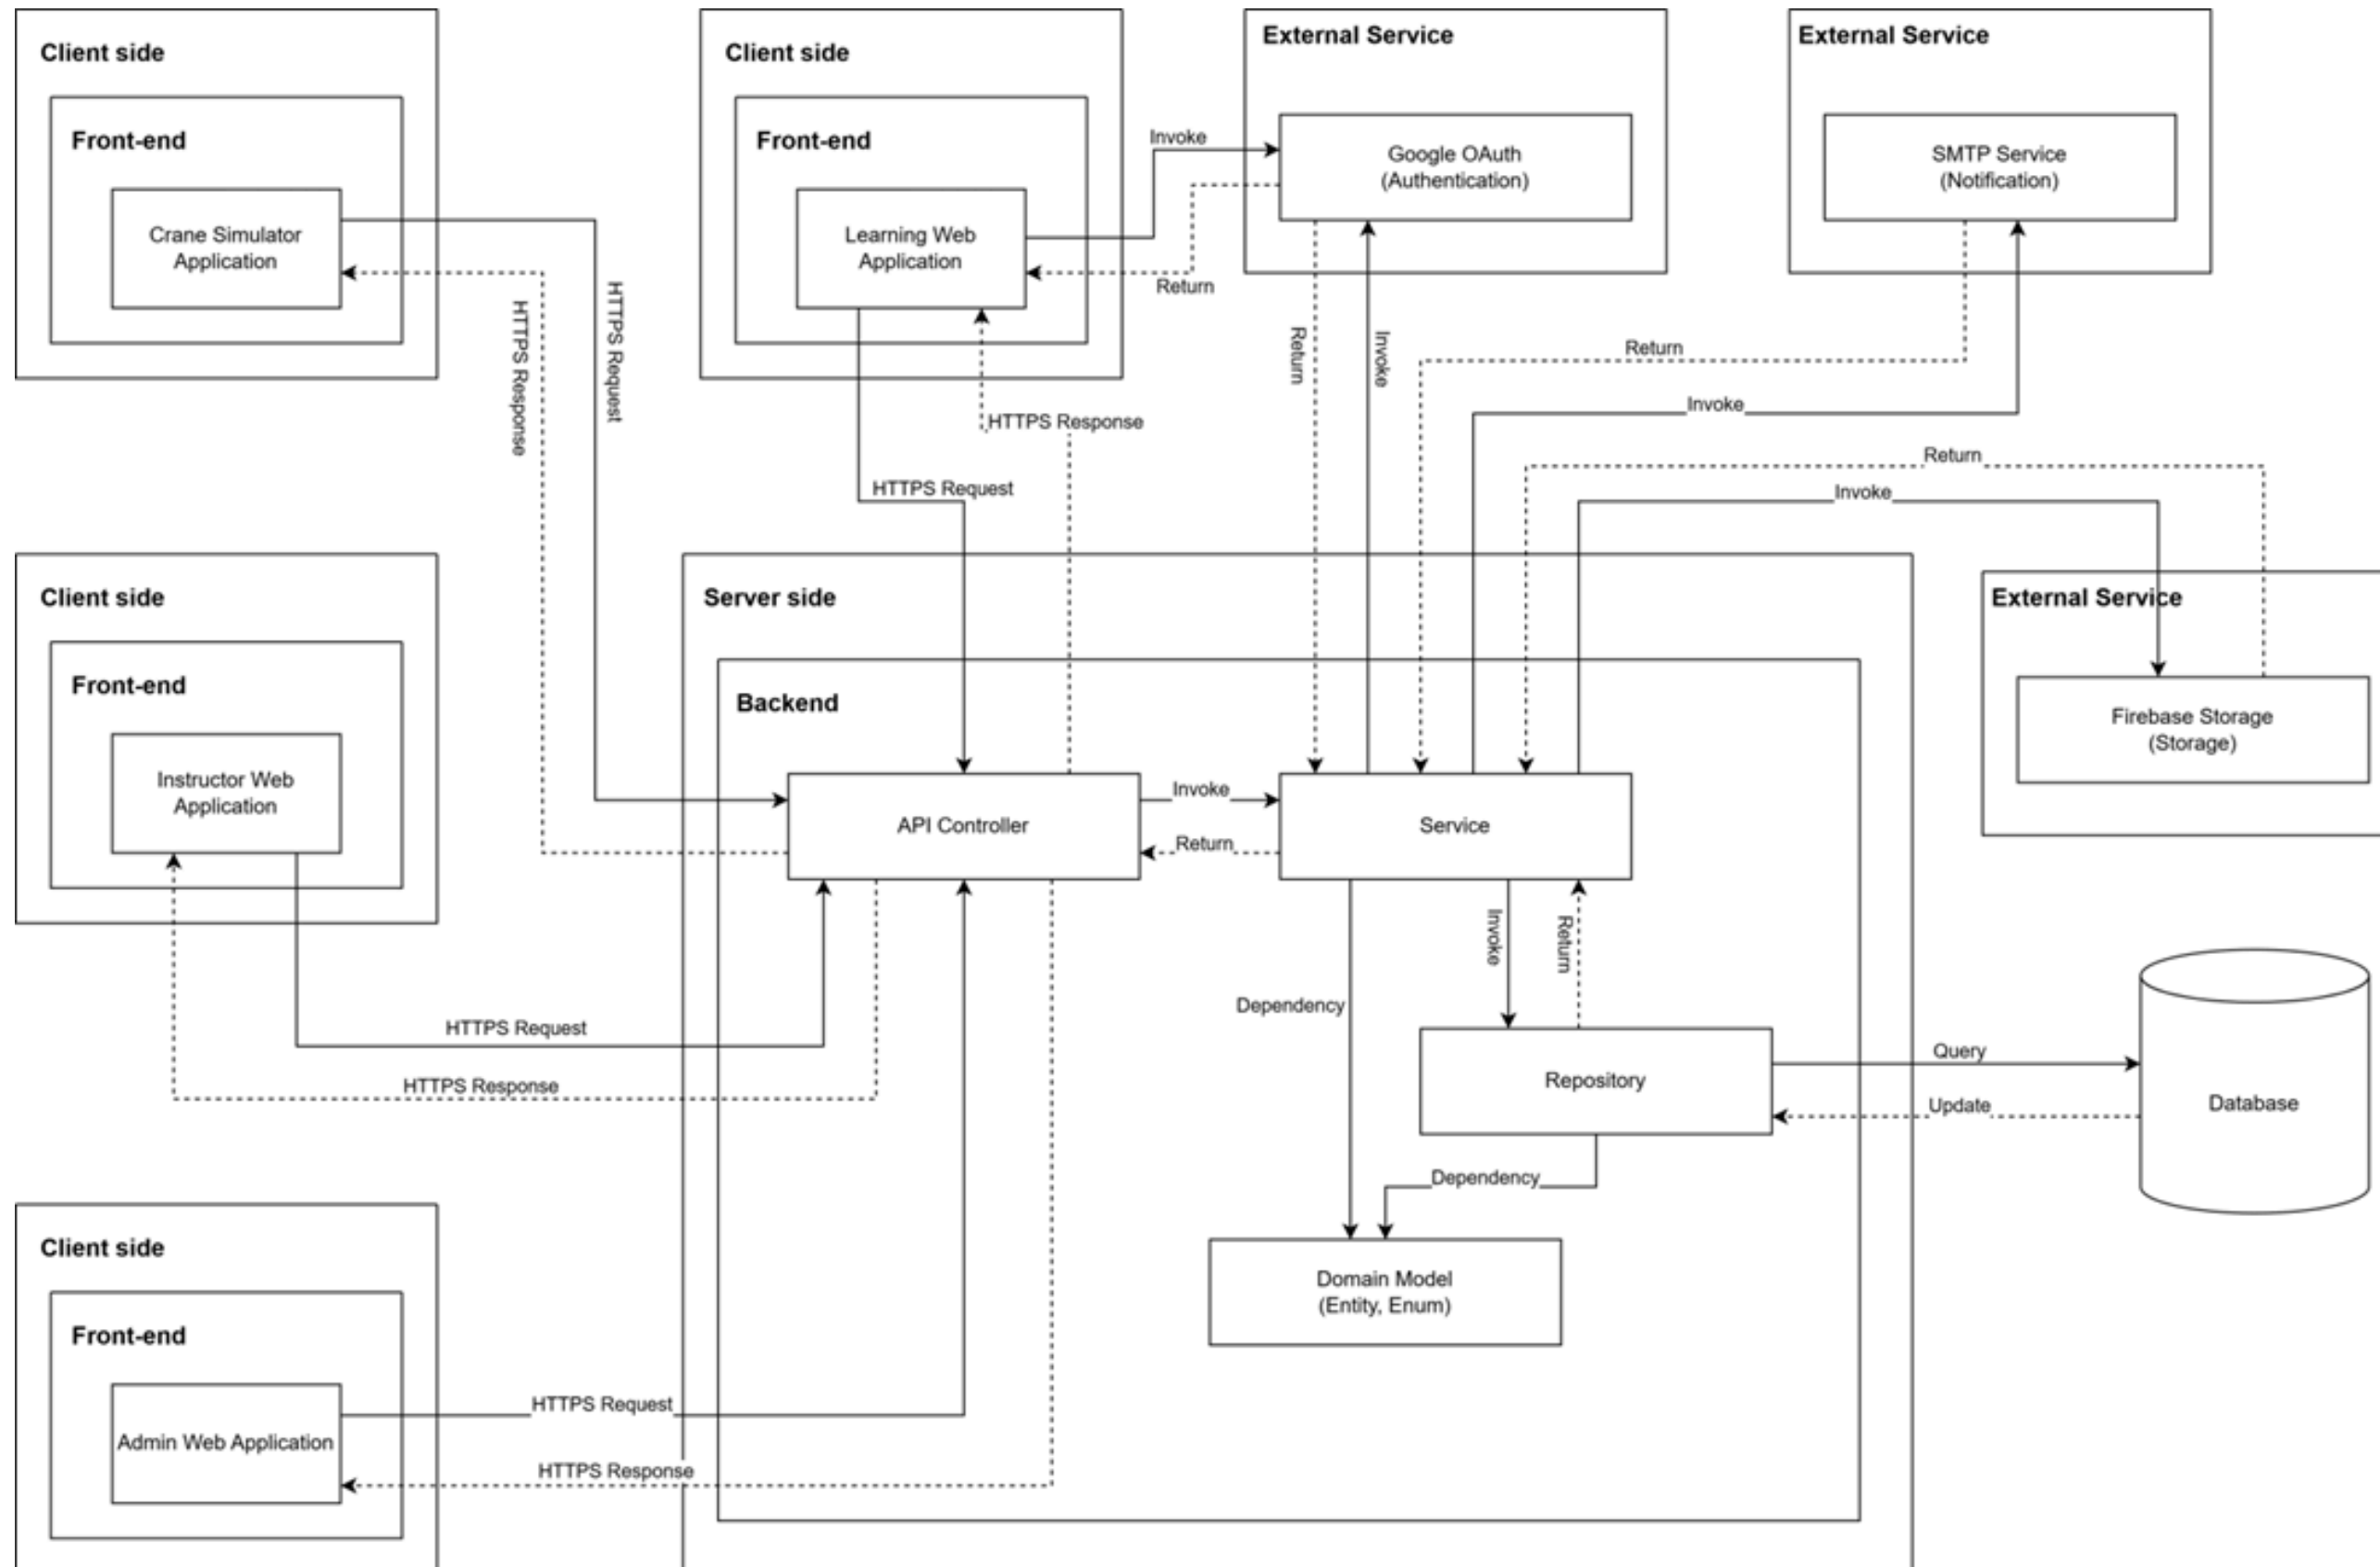 Client side
Front-end
Crane Simulator
Application
HTTPS Request
HTTPS Response
Client side
Front-end
Learning Web
Application
Invoke
Return
HTTPS Response
HTTPS Request
External Service
Google OAuth
(Authentication)
Return
Invoke
External Service
SMTP Service
(Notification)
Return
Invoke
Return
Invoke
External Service
Firebase Storage
(Storage)
Client side
Front-end
Instructor Web
Application
HTTPS Request
HTTPS Response
Server side
Backend
API Controller
Invoke
Return
Service
Invoke
Return
Dependency
Repository
Query
Update
Database
Dependency
Domain Model
(Entity, Enum)
Client side
Front-end
Admin Web Application
HTTPS Request
HTTPS Response